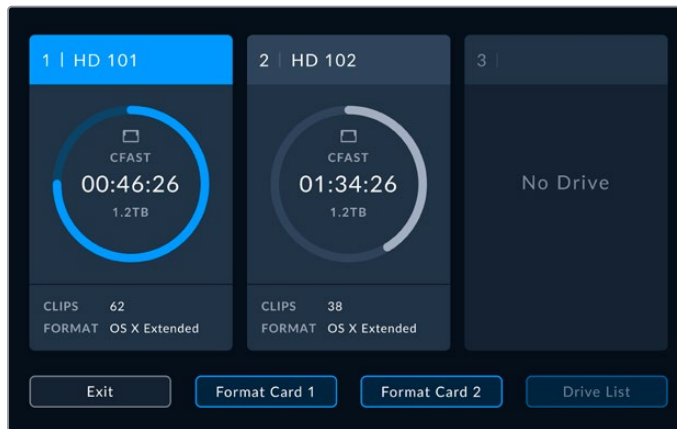 1 | HD 101
CFAST
00:46:26
1.2TB
CLIPS 62
FORMAT OS X Extended
2 | HD 102
CFAST
01:34:26
1.2TB
CLIPS 38
FORMAT OS X Extended
3 |
No Drive
Exit
Format Card 1
Format Card 2
Drive List